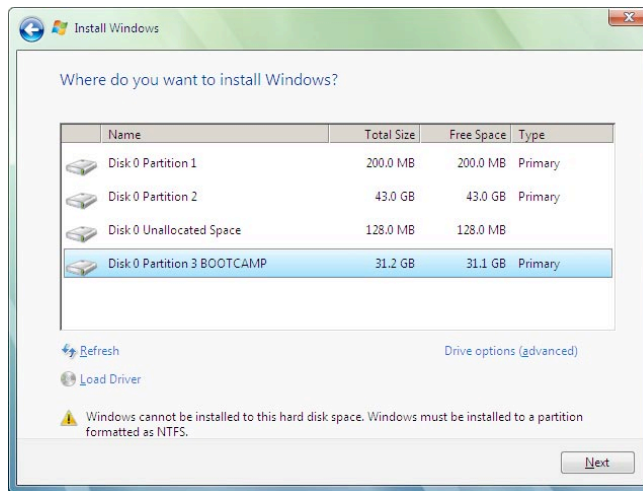 Install Windows
Where do you want to install Windows?
Name Total Size Free Space Type
Disk 0 Partition 1 200.0 MB 200.0 MB Primary
Disk 0 Partition 2 43.0 GB 43.0 GB Primary
Disk 0 Unallocated Space 128.0 MB 128.0 MB
Disk 0 Partition 3 BOOTCAMP 31.2 GB 31.1 GB Primary
Refresh Drive options (advanced)
Load Driver
Windows cannot be installed to this hard disk space. Windows must be installed to a partition
formatted as NTFS.
Next